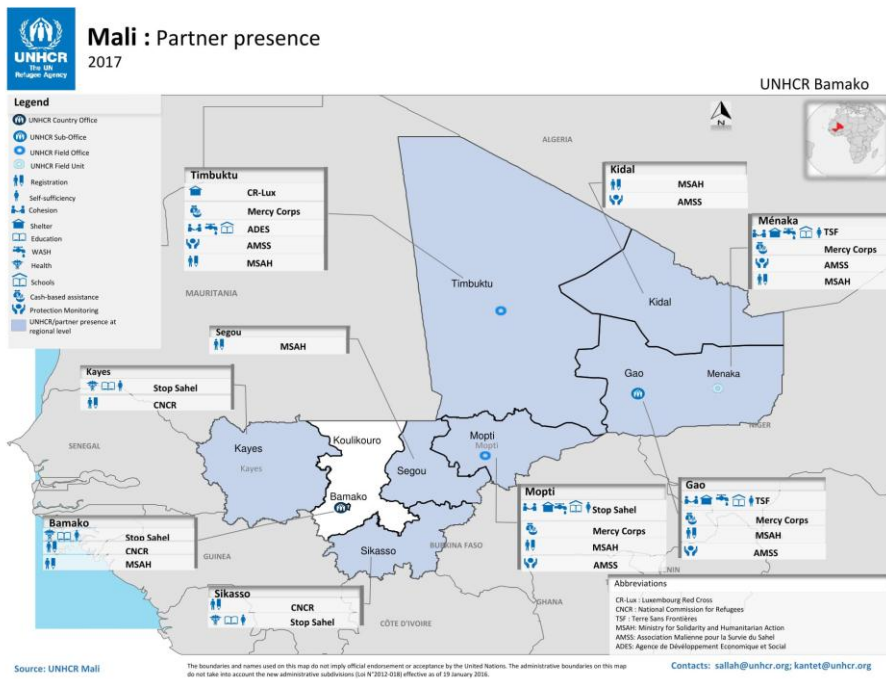 UNHCR
The UN
Refugee Agency
Mali : Partner presence
2017
UNHCR Bamako
Legend
UNHCR Country Office
UNHCR Sub-Office
UNHCR Field Office
UNHCR Field Unit
Registration
Self-sufficiency
Cohesion
Shelter
Education
WASH
Health
Schools
Cash-based assistance
Protection Monitoring
UNHCR/partner presence at
regional level
N
ALGERIA
MAURITANIA
SENEGAL
GUINEA
CÔTE D'IVOIRE
GHANA
BURKINA FASO
NIGER
Timbuktu
CR-Lux
Mercy Corps
ADES
AMSS
MSAH
Kidal
MSAH
AMSS
Ménaka
TSF
Mercy Corps
AMSS
MSAH
Segou
MSAH
Kayes
Stop Sahel
CNCR
Bamako
Stop Sahel
CNCR
MSAH
Sikasso
CNCR
Stop Sahel
Mopti
Stop Sahel
Mercy Corps
MSAH
AMSS
Gao
TSF
Mercy Corps
MSAH
AMSS
Timbuktu
Kidal
Gao
Menaka
Mopti
Mopti
Segou
Koulikouro
Kayes
Kayes
Bamako
Sikasso
Abbreviations
CR-Lux : Luxembourg Red Cross
CNCR : National Commission for Refugees
TSF : Terre Sans Frontières
MSAH: Ministry for Solidarity and Humanitarian Action
AMSS: Association Malienne pour la Survie du Sahel
ADES: Agence de Dévéloppement Economique et Social
Source: UNHCR Mali
The boundaries and names used on this map do not imply official endorsement or acceptance by the United Nations. The administrative boundaries on this map
do not take into account the new administrative subdivisions (Loi N°2012-018) effective as of 19 January 2016.
Contacts: sallah@unhcr.org; kantet@unhcr.org